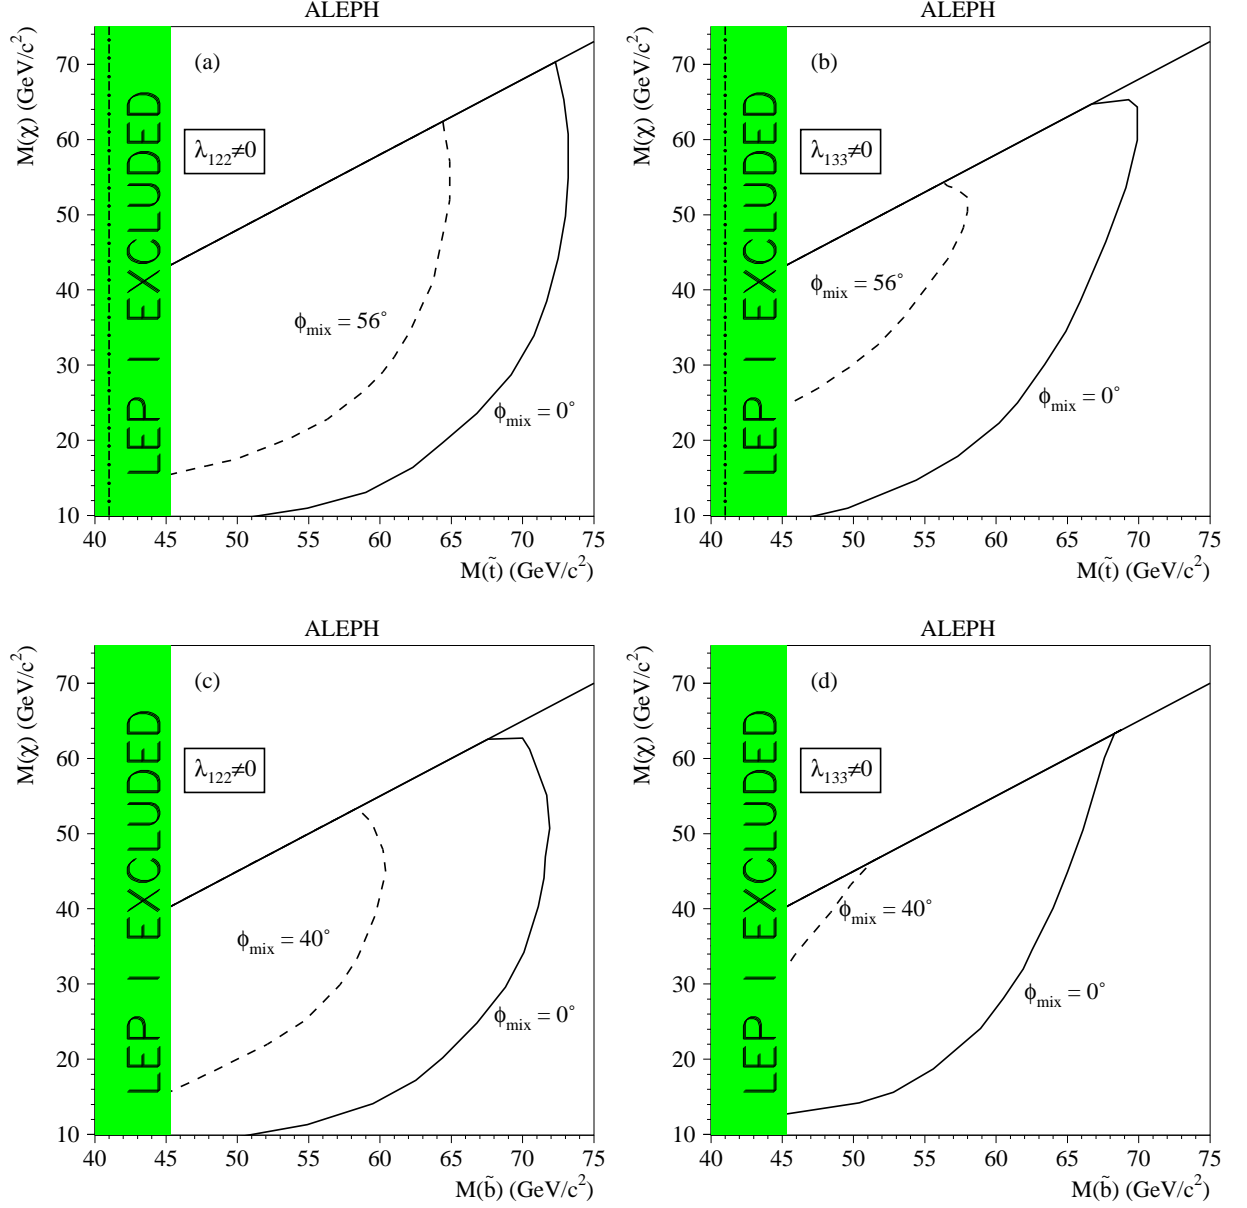 ALEPH
M(χ) (GeV/c²)
(a)
λ₁₂₂≠0
LEP I EXCLUDED
ϕmix = 56°
ϕmix = 0°
70
60
50
40
30
20
10
40 45 50 55 60 65 70 75
M(t̃) (GeV/c²)
ALEPH
M(χ) (GeV/c²)
(b)
λ₁₃₃≠0
LEP I EXCLUDED
ϕmix = 56°
ϕmix = 0°
70
60
50
40
30
20
10
40 45 50 55 60 65 70 75
M(t̃) (GeV/c²)
ALEPH
M(χ) (GeV/c²)
(c)
λ₁₂₂≠0
LEP I EXCLUDED
ϕmix = 40°
ϕmix = 0°
70
60
50
40
30
20
10
40 45 50 55 60 65 70 75
M(b̃) (GeV/c²)
ALEPH
M(χ) (GeV/c²)
(d)
λ₁₃₃≠0
LEP I EXCLUDED
ϕmix = 40°
ϕmix = 0°
70
60
50
40
30
20
10
40 45 50 55 60 65 70 75
M(b̃) (GeV/c²)